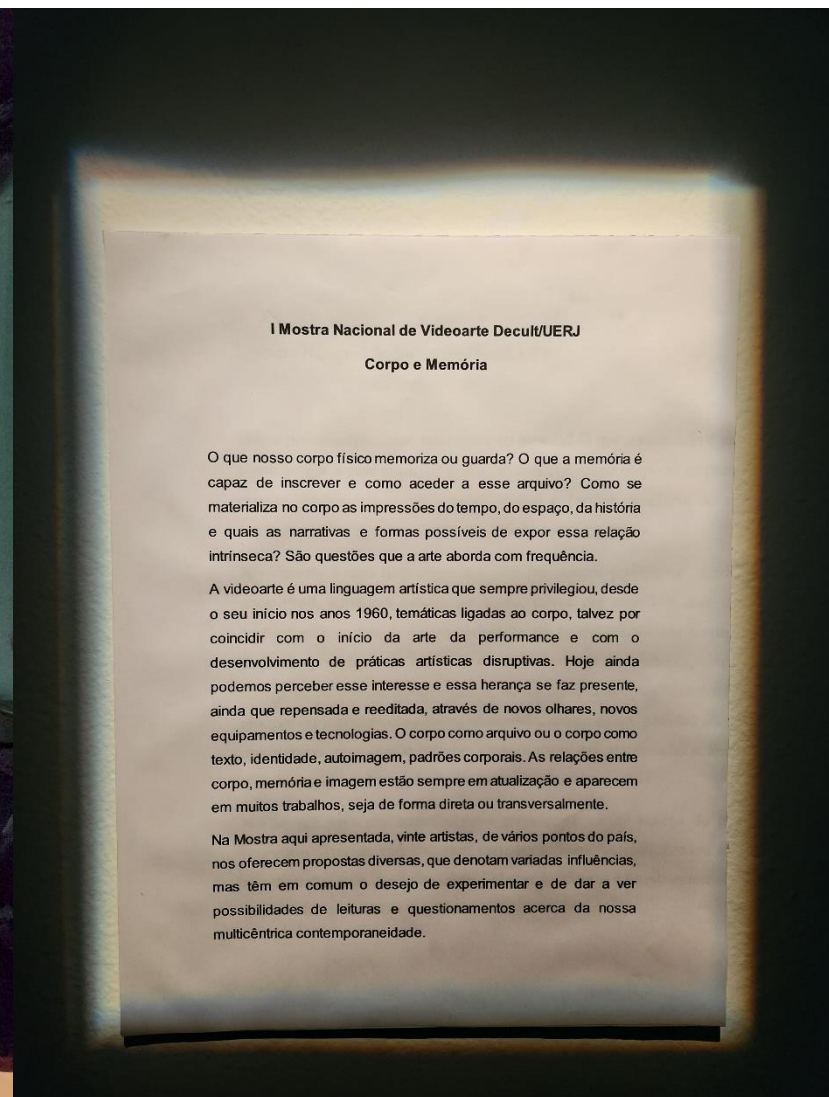 I Mostra Nacional de Videoarte Decult/UERJ
Corpo e Memória
O que nosso corpo físico memoriza ou guarda? O que a memória é
capaz de inscrever e como aceder a esse arquivo? Como se
materializa no corpo as impressões do tempo, do espaço, da história
e quais as narrativas e formas possíveis de expor essa relação
intrínseca? São questões que a arte aborda com frequência.
A videoarte é uma linguagem artística que sempre privilegiou, desde
o seu início nos anos 1960, temáticas ligadas ao corpo, talvez por
coincidir com o início da arte da performance e com o
desenvolvimento de práticas artísticas disruptivas. Hoje ainda
podemos perceber esse interesse e essa herança se faz presente,
ainda que repensada e reeditada, através de novos olhares, novos
equipamentos e tecnologias. O corpo como arquivo ou o corpo como
texto, identidade, autoimagem, padrões corporais. As relações entre
corpo, memória e imagem estão sempre em atualização e aparecem
em muitos trabalhos, seja de forma direta ou transversalmente.
Na Mostra aqui apresentada, vinte artistas, de vários pontos do país,
nos oferecem propostas diversas, que denotam variadas influências,
mas têm em comum o desejo de experimentar e de dar a ver
possibilidades de leituras e questionamentos acerca da nossa
multicêntrica contemporaneidade.